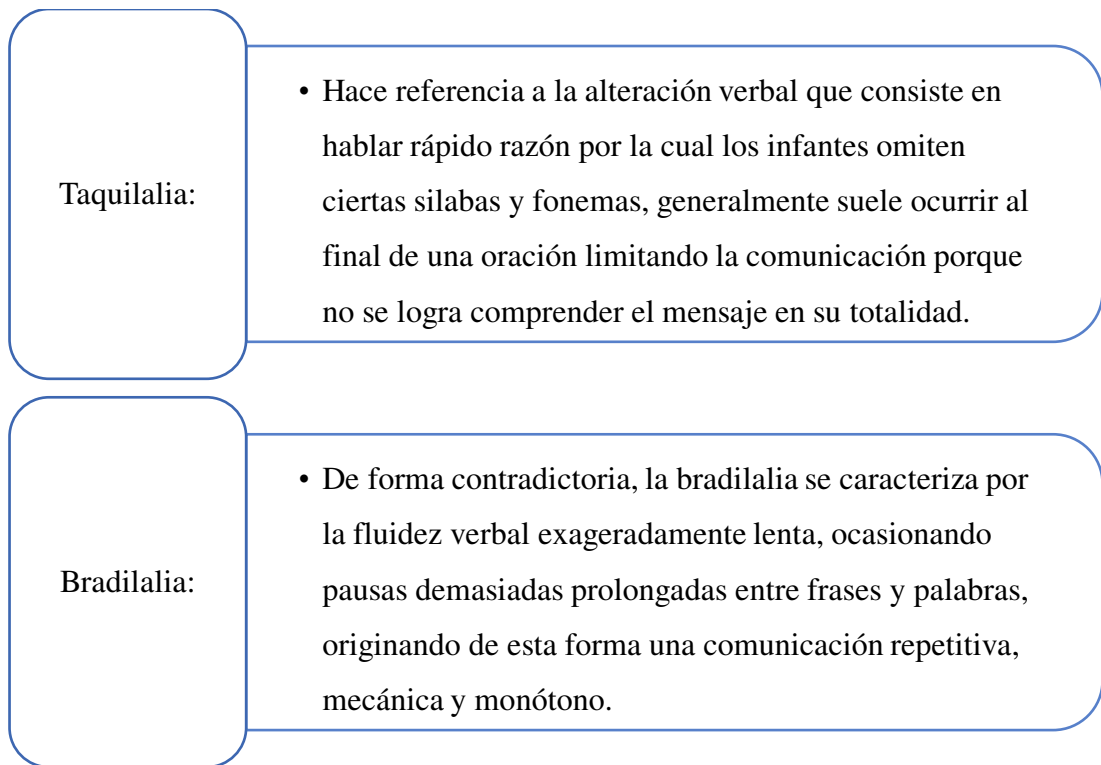 Taquilalia:
• Hace referencia a la alteración verbal que consiste en
hablar rápido razón por la cual los infantes omiten
ciertas silabas y fonemas, generalmente suele ocurrir al
final de una oración limitando la comunicación porque
no se logra comprender el mensaje en su totalidad.
Bradilalia:
• De forma contradictoria, la bradilalia se caracteriza por
la fluidez verbal exageradamente lenta, ocasionando
pausas demasiadas prolongadas entre frases y palabras,
originando de esta forma una comunicación repetitiva,
mecánica y monótono.